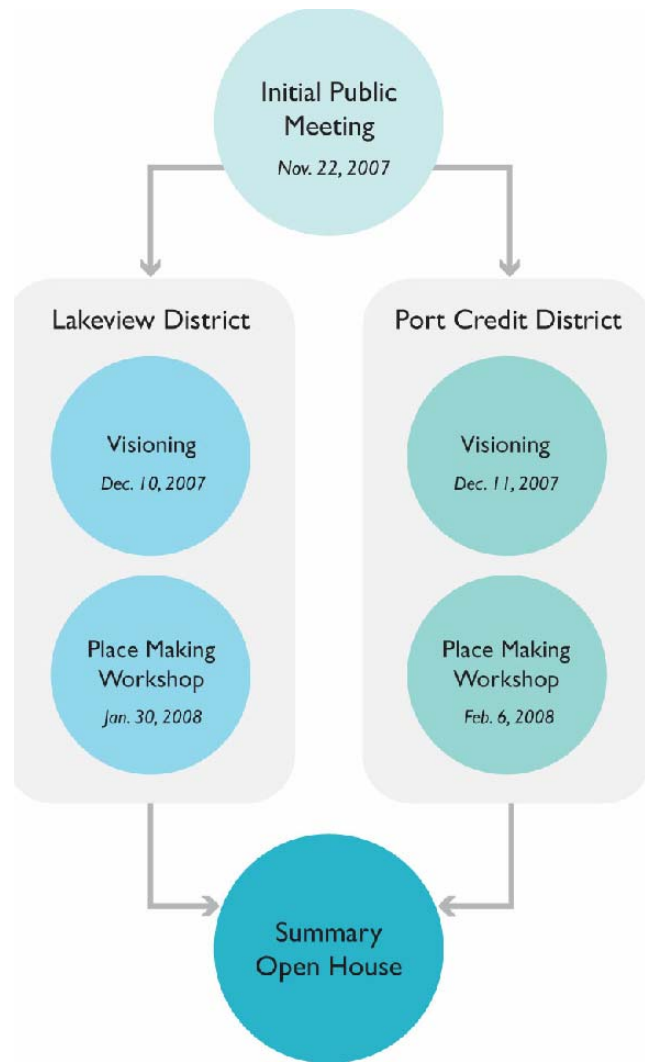 Initial Public
Meeting
Nov. 22, 2007
Lakeview District
Visioning
Dec. 10, 2007
Place Making
Workshop
Jan. 30, 2008
Port Credit District
Visioning
Dec. 11, 2007
Place Making
Workshop
Feb. 6, 2008
Summary
Open House